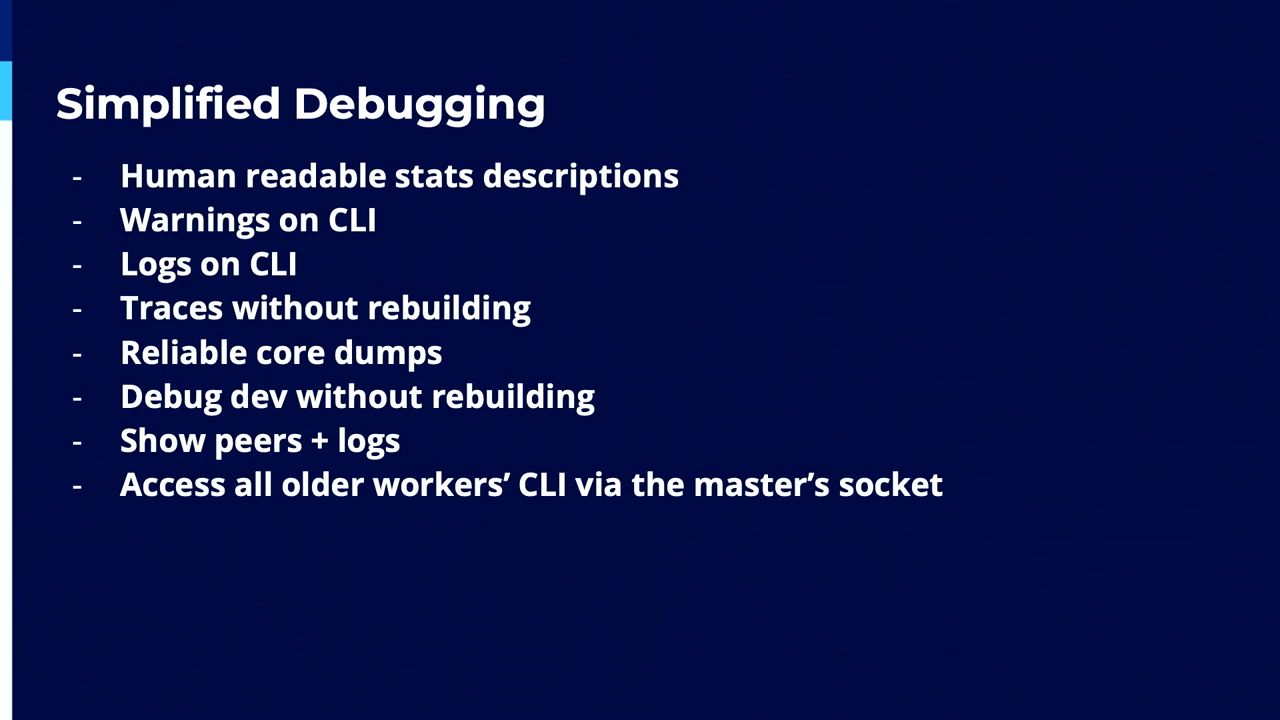 Simplified Debugging
- Human readable stats descriptions
- Warnings on CLI
- Logs on CLI
- Traces without rebuilding
- Reliable core dumps
- Debug dev without rebuilding
- Show peers + logs
- Access all older workers’ CLI via the master’s socket